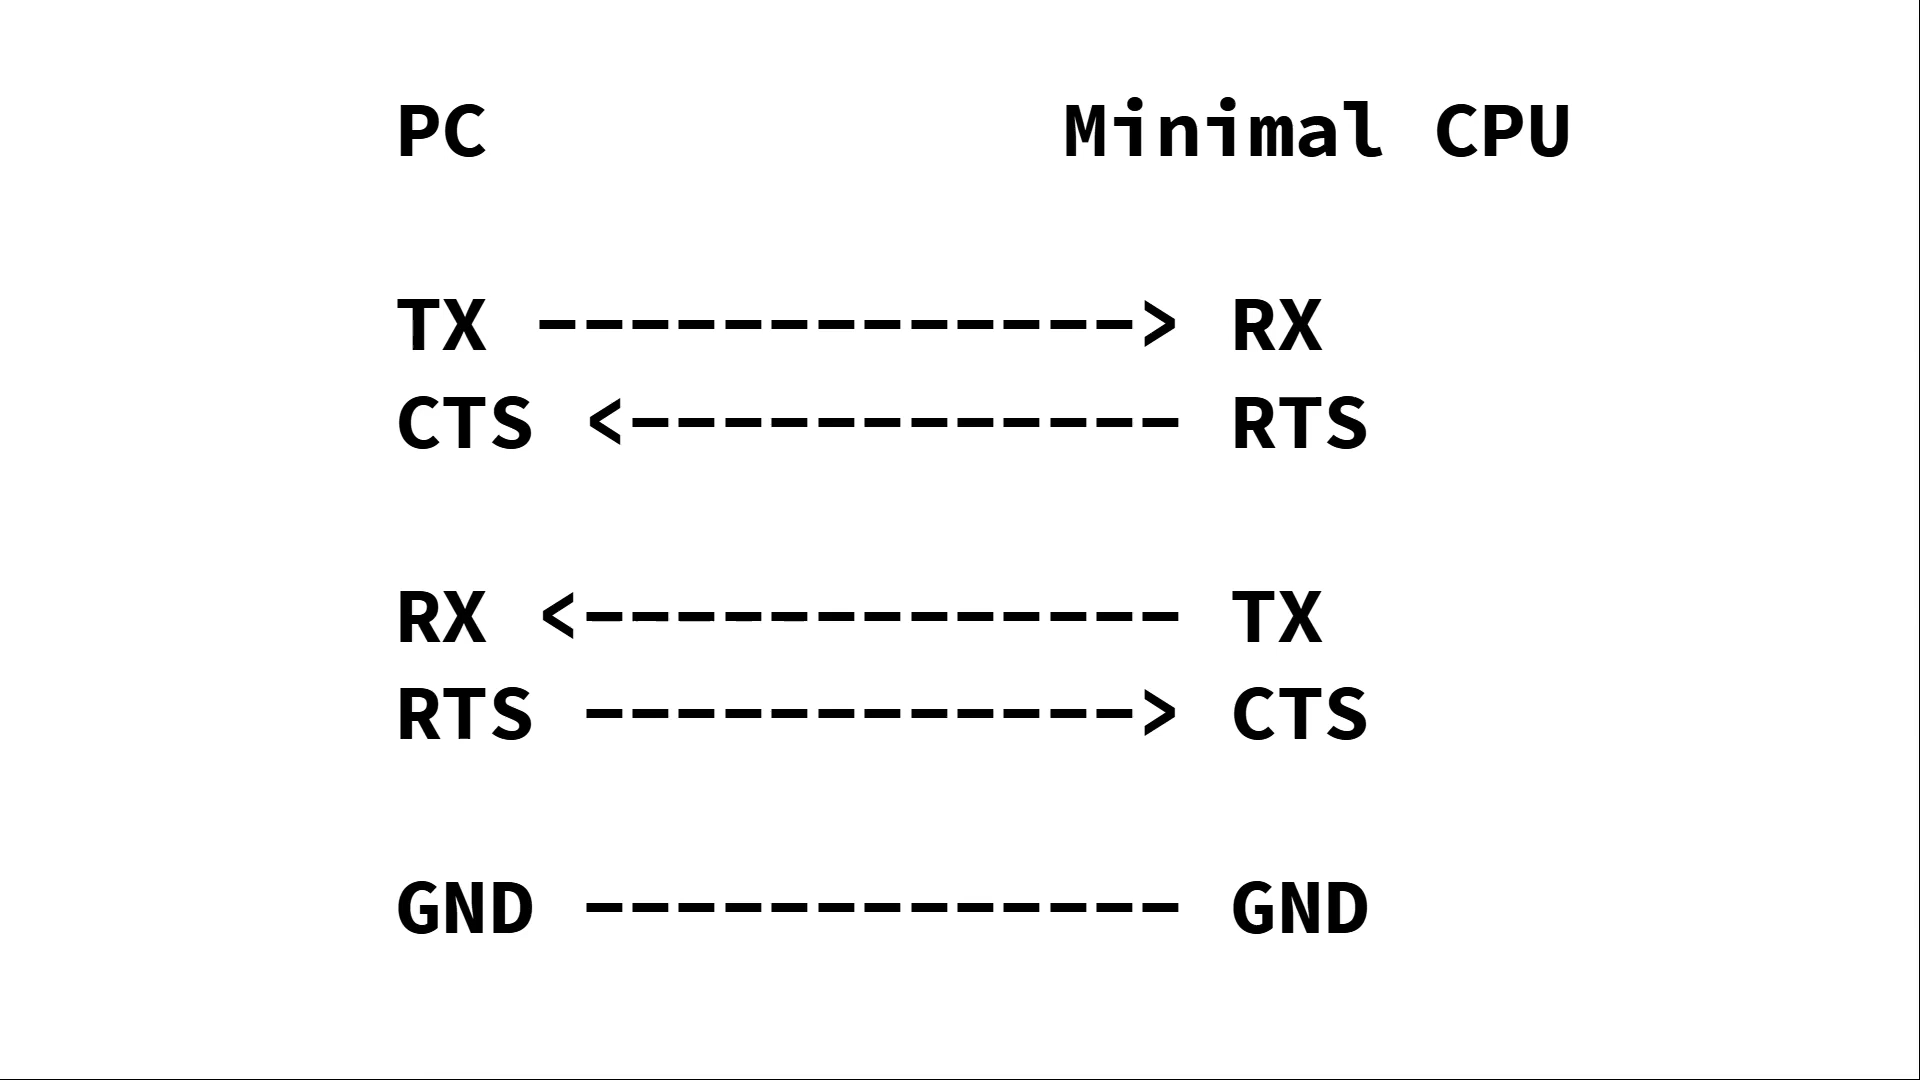 PC Minimal CPU
TX -------------> RX
CTS <------------ RTS
RX <------------- TX
RTS ------------> CTS
GND ------------- GND